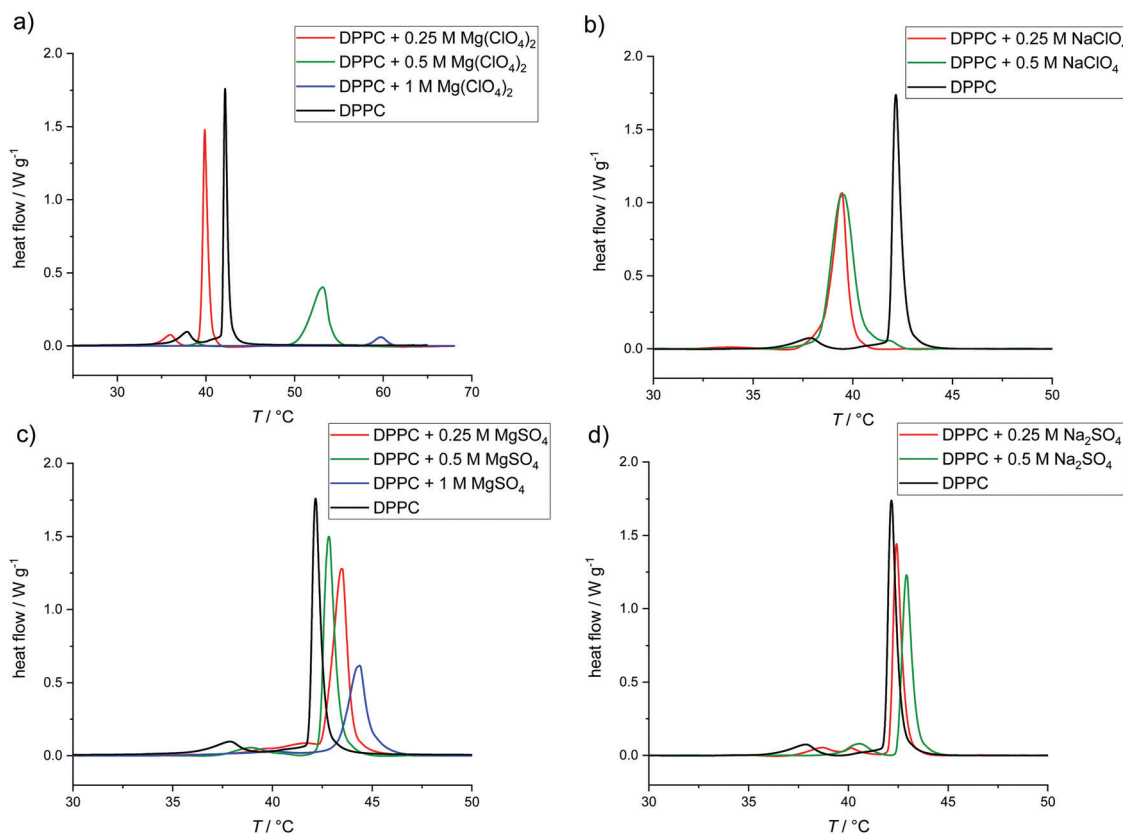 a)
DPPC + 0.25 M Mg(ClO₄)₂
DPPC + 0.5 M Mg(ClO₄)₂
DPPC + 1 M Mg(ClO₄)₂
DPPC
heat flow / W g⁻¹
2.0
1.5
1.0
0.5
0.0
30 40 50 60 70
T / °C
b)
DPPC + 0.25 M NaClO₄
DPPC + 0.5 M NaClO₄
DPPC
heat flow / W g⁻¹
2.0
1.5
1.0
0.5
0.0
30 35 40 45 50
T / °C
c)
DPPC + 0.25 M MgSO₄
DPPC + 0.5 M MgSO₄
DPPC + 1 M MgSO₄
DPPC
heat flow / W g⁻¹
2.0
1.5
1.0
0.5
0.0
30 35 40 45 50
T / °C
d)
DPPC + 0.25 M Na₂SO₄
DPPC + 0.5 M Na₂SO₄
DPPC
heat flow / W g⁻¹
2.0
1.5
1.0
0.5
0.0
30 35 40 45 50
T / °C